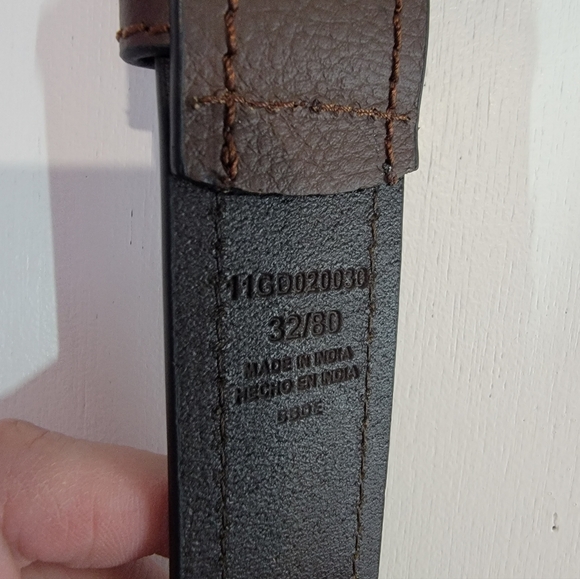 11GD020030
32/80
MADE IN INDIA
HECHO EN INDIA
BBDE